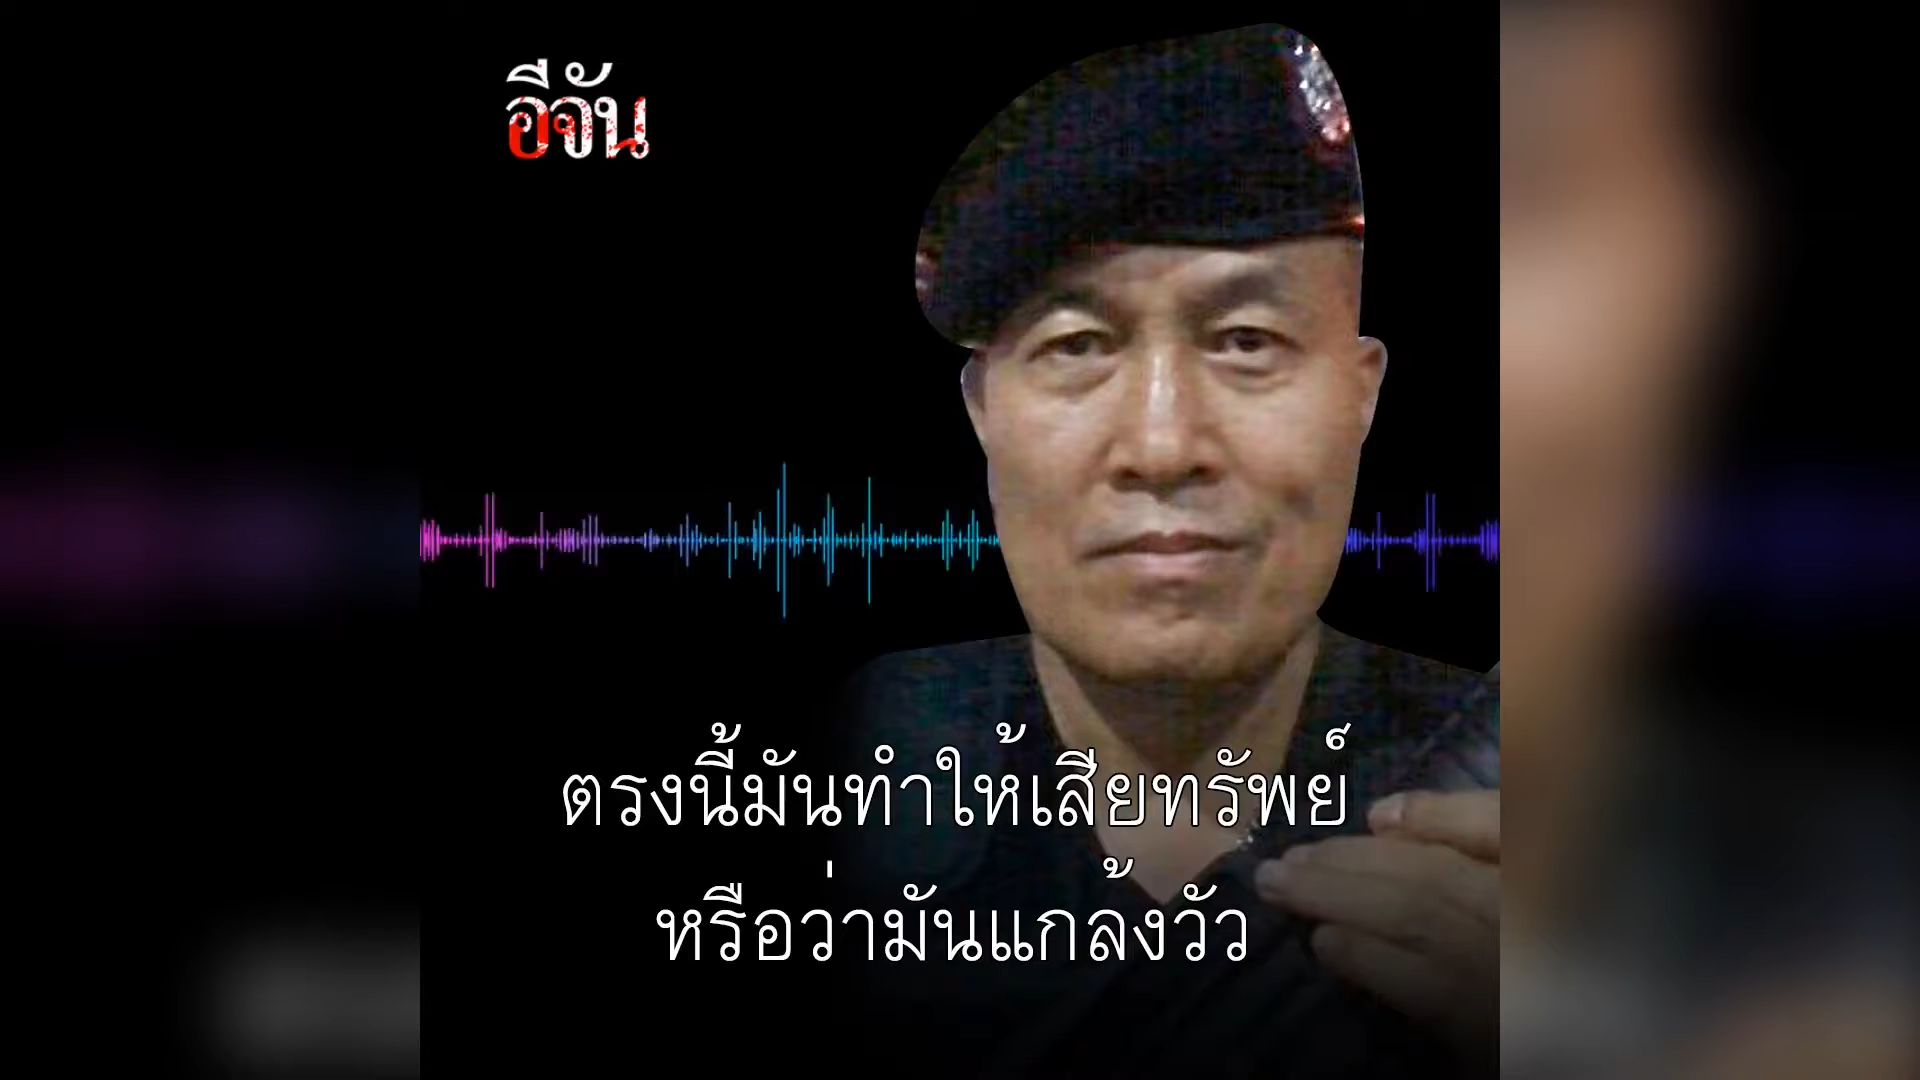 อีจัน
ตรงนี้มันทำให้เสียทรัพย์
หรือว่ามันแกล้งวัว